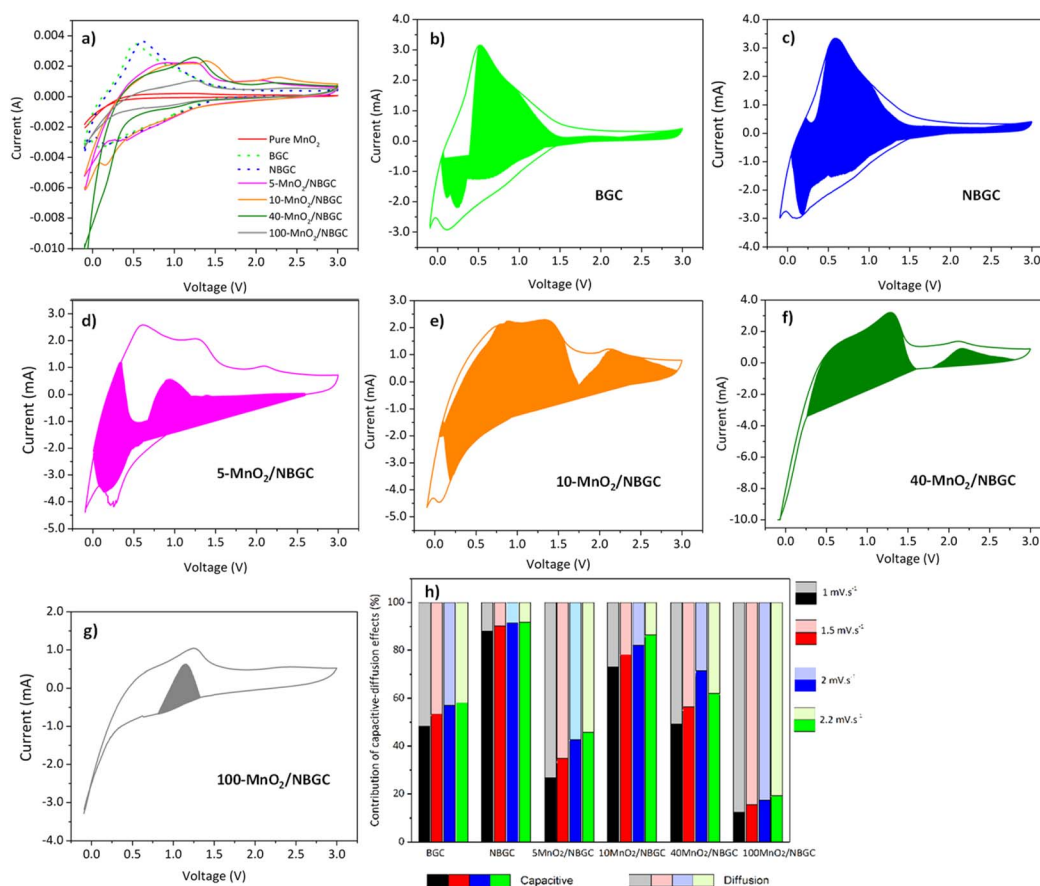 a)
0.004
0.002
0.000
-0.002
-0.004
-0.006
-0.008
-0.010
Current (A)
0.0 0.5 1.0 1.5 2.0 2.5 3.0
Voltage (V)
Pure MnO₂
BGC
NBGC
5-MnO₂/NBGC
10-MnO₂/NBGC
40-MnO₂/NBGC
100-MnO₂/NBGC
b)
4.0
3.0
2.0
1.0
0.0
-1.0
-2.0
-3.0
Current (mA)
BGC
0.0 0.5 1.0 1.5 2.0 2.5 3.0
Voltage (V)
c)
4.0
3.0
2.0
1.0
0.0
-1.0
-2.0
-3.0
-4.0
Current (mA)
NBGC
0.0 0.5 1.0 1.5 2.0 2.5 3.0
Voltage (V)
d)
3.0
2.0
1.0
0.0
-1.0
-2.0
-3.0
-4.0
-5.0
Current (mA)
5-MnO₂/NBGC
0.0 0.5 1.0 1.5 2.0 2.5 3.0
Voltage (V)
e)
3.0
2.0
1.0
0.0
-1.0
-2.0
-3.0
-4.0
-5.0
Current (mA)
10-MnO₂/NBGC
0.0 0.5 1.0 1.5 2.0 2.5 3.0
Voltage (V)
f)
4.0
2.0
0.0
-2.0
-4.0
-6.0
-8.0
-10.0
Current (mA)
40-MnO₂/NBGC
0.0 0.5 1.0 1.5 2.0 2.5 3.0
Voltage (V)
g)
2.0
1.0
0.0
-1.0
-2.0
-3.0
-4.0
Current (mA)
100-MnO₂/NBGC
0.0 0.5 1.0 1.5 2.0 2.5 3.0
Voltage (V)
h)
100
80
60
40
20
0
Contribution of capacitive-diffusion effects (%)
BGC NBGC 5MnO2/NBGC 10MnO2/NBGC 40MnO2/NBGC 100MnO2/NBGC
1 mV.s⁻¹
1.5 mV.s⁻¹
2 mV.s⁻¹
2.2 mV.s⁻¹
Capacitive Diffusion